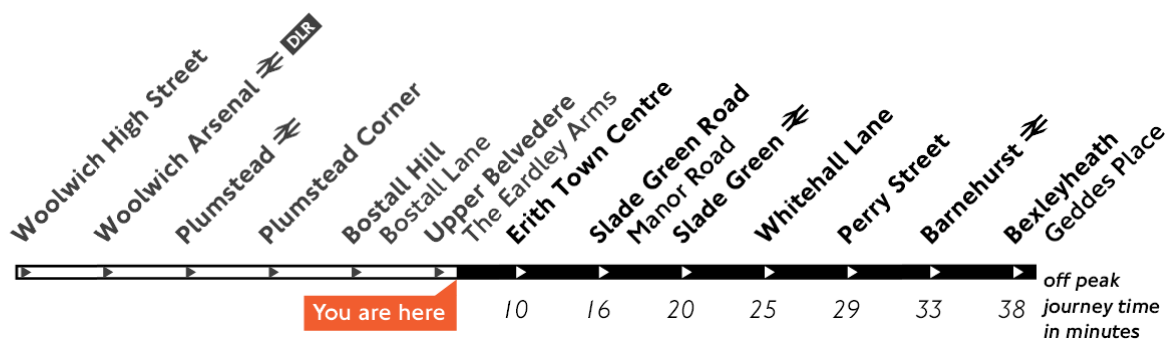 Woolwich High Street
Woolwich Arsenal DLR
Plumstead
Plumstead Corner
Bostall Hill
Bostall Lane
Upper Belvedere
The Eardley Arms
Erith Town Centre
Slade Green Road
Manor Road
Slade Green
Whitehall Lane
Perry Street
Barnehurst
Bexleyheath
Geddes Place
You are here
10 16 20 25 29 33 38
off peak
journey time
in minutes